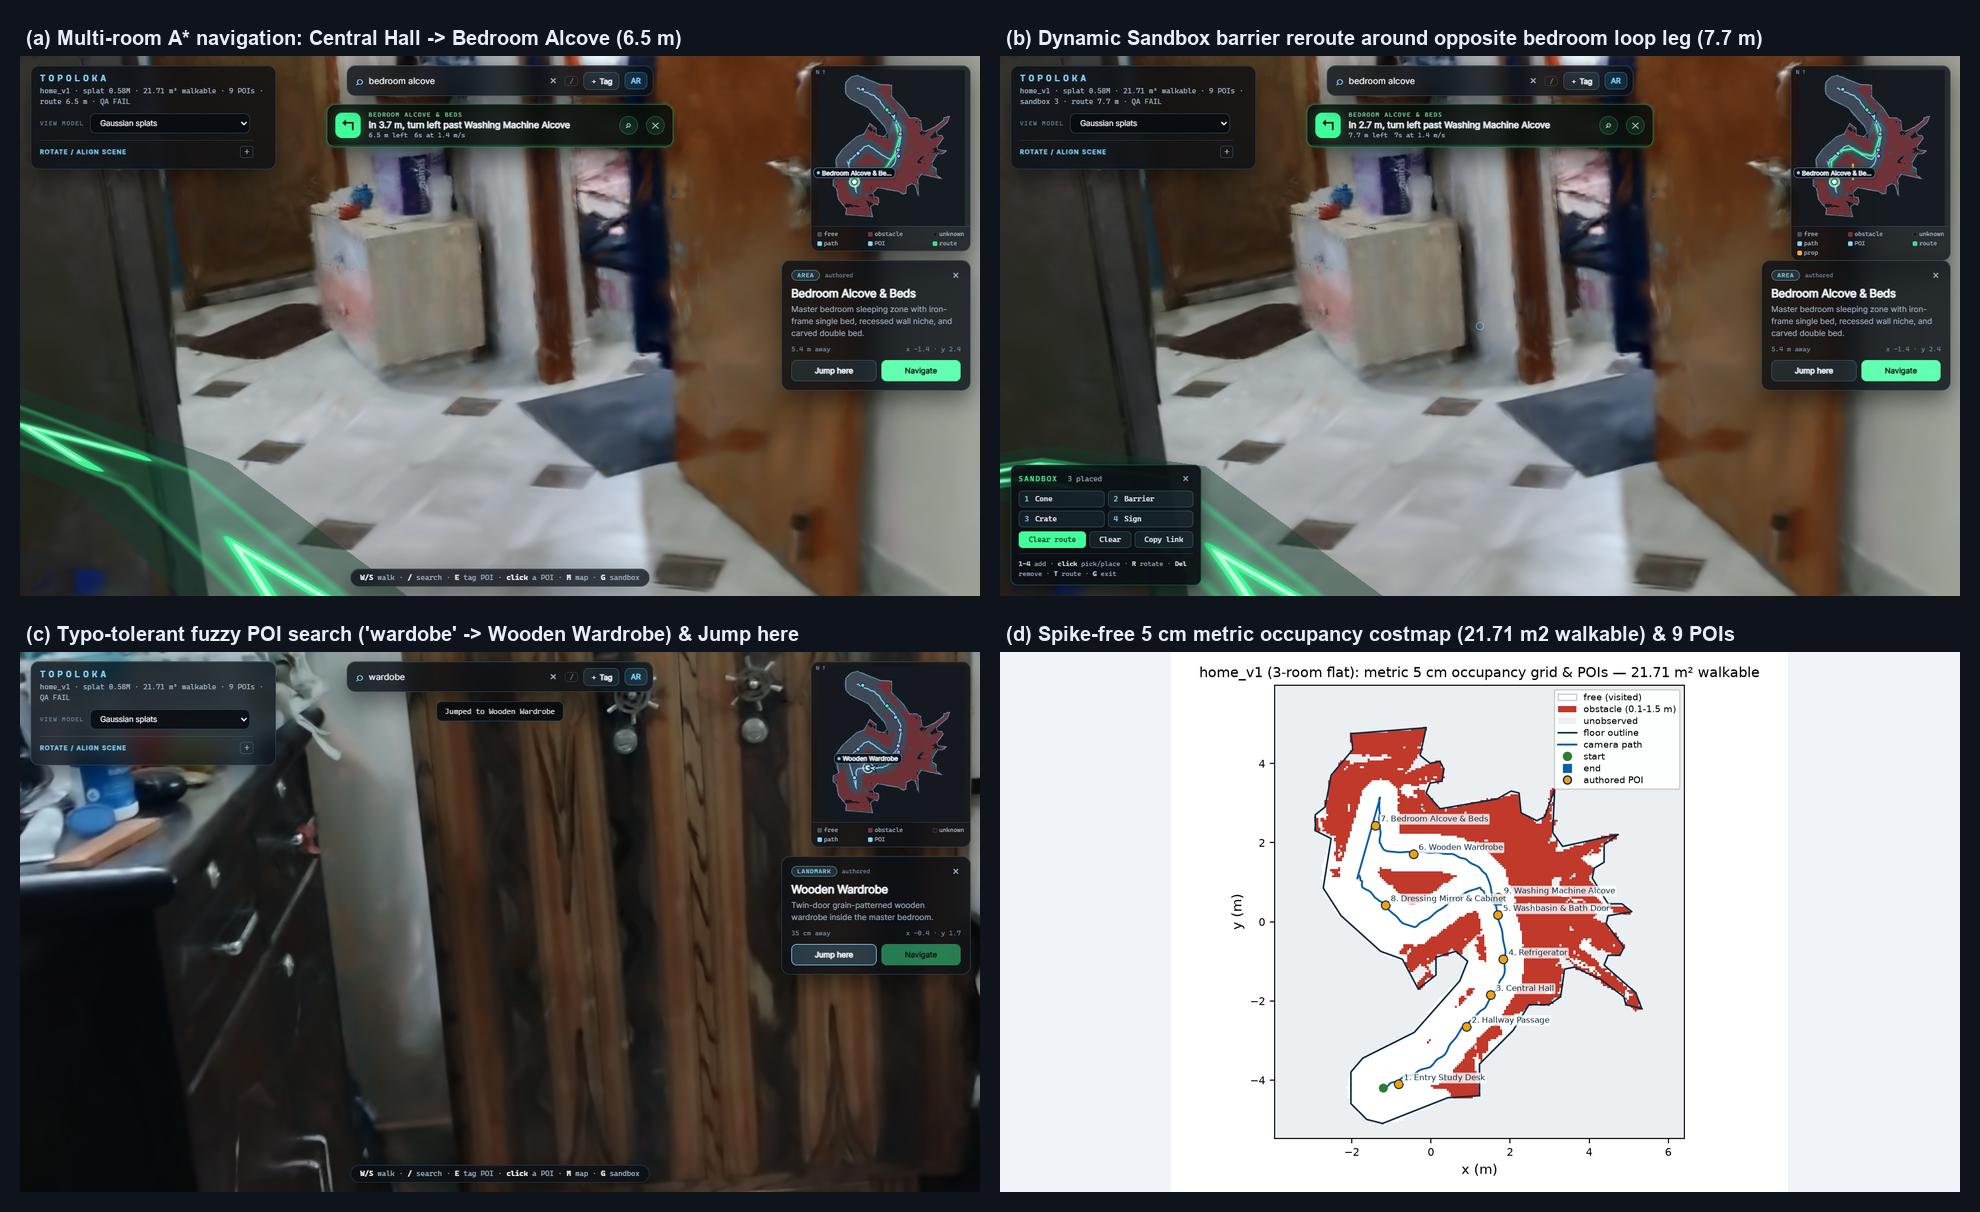 (a) Multi-room A* navigation: Central Hall -> Bedroom Alcove (6.5 m)
TOPOLOKA
home_v1 · splat 0.58M · 21.71 m² walkable · 9 POIs ·
route 6.5 m · QA FAIL
VIEW MODEL Gaussian splats
ROTATE / ALIGN SCENE +
bedroom alcove × / + Tag AR
BEDROOM ALCOVE & BEDS
In 3.7 m, turn left past Washing Machine Alcove
6.5 m left 6s at 1.4 m/s
N ↑
Bedroom Alcove & Be...
free obstacle unknown
path POI route
AREA authored ×
Bedroom Alcove & Beds
Master bedroom sleeping zone with iron-
frame single bed, recessed wall niche, and
carved double bed.
5.4 m away x −1.4 · y 2.4
Jump here Navigate
W/S walk · / search · E tag POI · click a POI · M map · G sandbox
(b) Dynamic Sandbox barrier reroute around opposite bedroom loop leg (7.7 m)
TOPOLOKA
home_v1 · splat 0.58M · 21.71 m² walkable · 9 POIs ·
sandbox 3 · route 7.7 m · QA FAIL
VIEW MODEL Gaussian splats
ROTATE / ALIGN SCENE +
bedroom alcove × / + Tag AR
BEDROOM ALCOVE & BEDS
In 2.7 m, turn left past Washing Machine Alcove
7.7 m left 7s at 1.4 m/s
N ↑
Bedroom Alcove & Be...
free obstacle unknown
path POI route
prop
AREA authored ×
Bedroom Alcove & Beds
Master bedroom sleeping zone with iron-
frame single bed, recessed wall niche, and
carved double bed.
5.4 m away x −1.4 · y 2.4
Jump here Navigate
SANDBOX 3 placed ×
1 Cone 2 Barrier
3 Crate 4 Sign
Clear route Clear Copy link
1–4 add · click pick/place · R rotate · Del
remove · T route · G exit
(c) Typo-tolerant fuzzy POI search ('wardobe' -> Wooden Wardrobe) & Jump here
TOPOLOKA
home_v1 · splat 0.58M · 21.71 m² walkable · 9 POIs ·
QA FAIL
VIEW MODEL Gaussian splats
ROTATE / ALIGN SCENE +
wardobe × / + Tag AR
Jumped to Wooden Wardrobe
N ↑
Wooden Wardrobe
free obstacle unknown
path POI
LANDMARK authored ×
Wooden Wardrobe
Twin-door grain-patterned wooden
wardrobe inside the master bedroom.
35 cm away x −0.4 · y 1.7
Jump here Navigate
W/S walk · / search · E tag POI · click a POI · M map · G sandbox
(d) Spike-free 5 cm metric occupancy costmap (21.71 m2 walkable) & 9 POIs
home_v1 (3-room flat): metric 5 cm occupancy grid & POIs — 21.71 m² walkable
free (visited)
obstacle (0.1-1.5 m)
unobserved
floor outline
camera path
start
end
authored POI
7. Bedroom Alcove & Beds
6. Wooden Wardrobe
9. Washing Machine Alcove
8. Dressing Mirror & Cabinet
5. Washbasin & Bath Door
4. Refrigerator
3. Central Hall
2. Hallway Passage
1. Entry Study Desk
4
2
0
−2
−4
y (m)
−2 0 2 4 6
x (m)